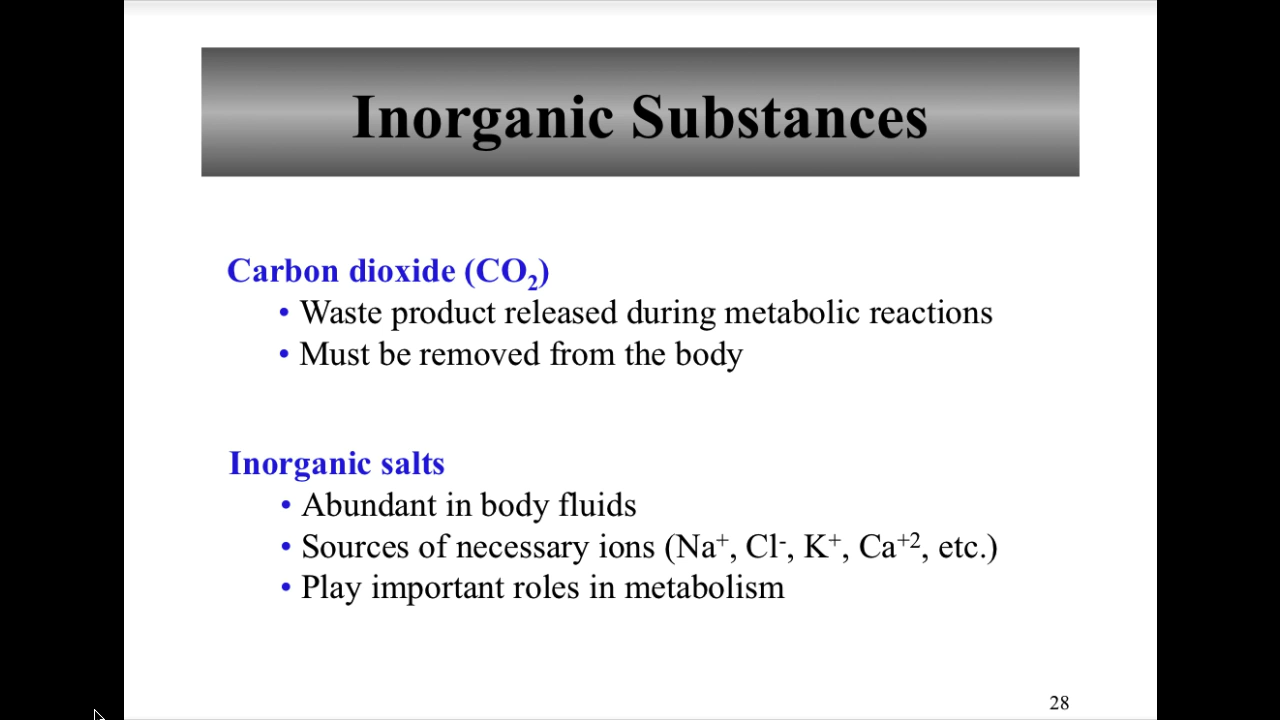 Inorganic Substances
Carbon dioxide (CO₂)
• Waste product released during metabolic reactions
• Must be removed from the body
Inorganic salts
• Abundant in body fluids
• Sources of necessary ions (Na⁺, Cl⁻, K⁺, Ca⁺², etc.)
• Play important roles in metabolism
28